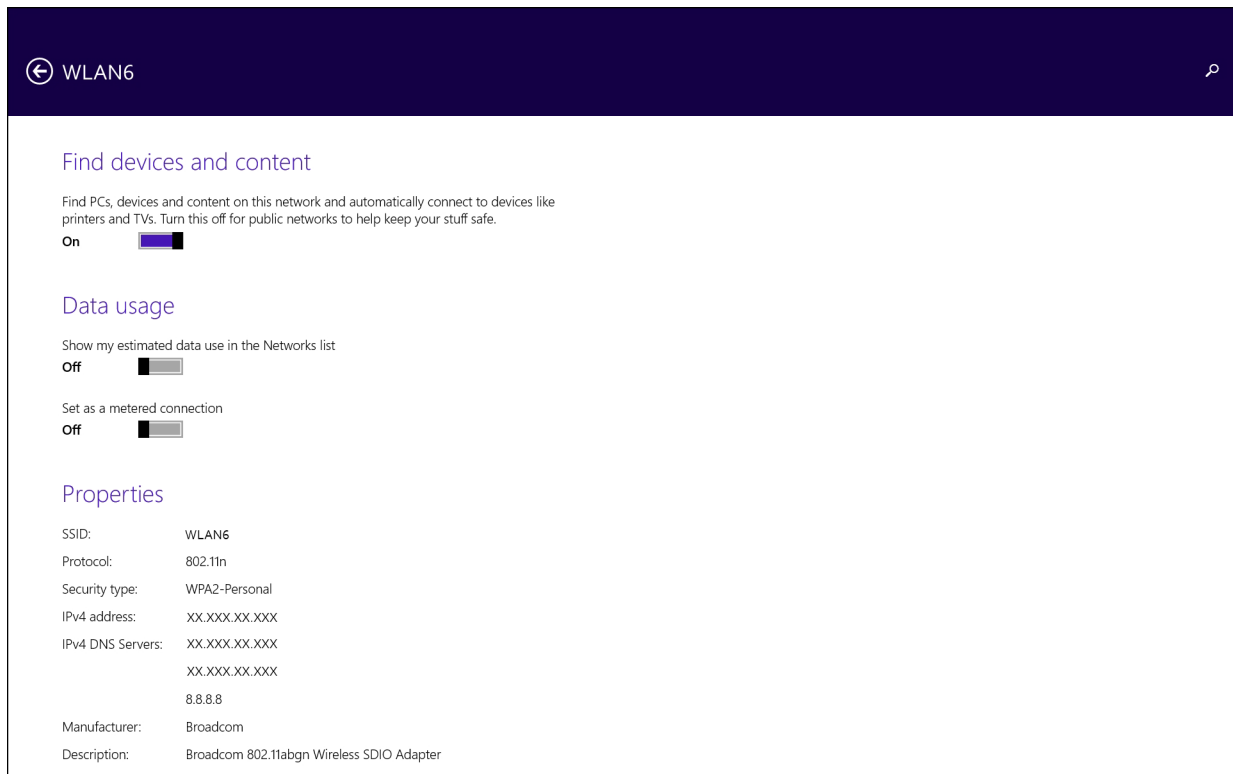 WLAN6
Find devices and content
Find PCs, devices and content on this network and automatically connect to devices like
printers and TVs. Turn this off for public networks to help keep your stuff safe.
On
Data usage
Show my estimated data use in the Networks list
Off
Set as a metered connection
Off
Properties
SSID: WLAN6
Protocol: 802.11n
Security type: WPA2-Personal
IPv4 address: XX.XXX.XX.XXX
IPv4 DNS Servers: XX.XXX.XX.XXX
XX.XXX.XX.XXX
8.8.8.8
Manufacturer: Broadcom
Description: Broadcom 802.11abgn Wireless SDIO Adapter